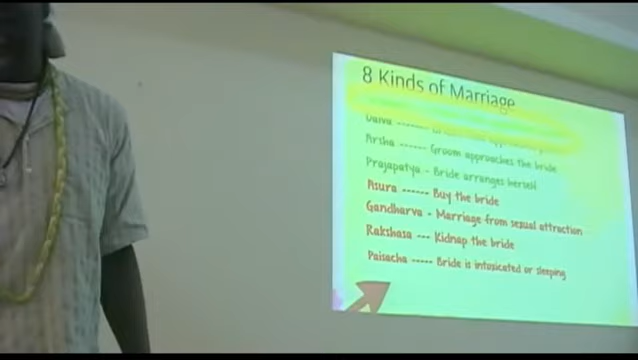 8 Kinds of Marriage
Daiva
Arsha ------ Groom approaches the bride
Prajapatya - Bride arranges herself
Asura ------ Buy the bride
Gandharva - Marriage from sexual attraction
Rakshasa --- Kidnap the bride
Paisacha ----- Bride is intosicated or sleeping